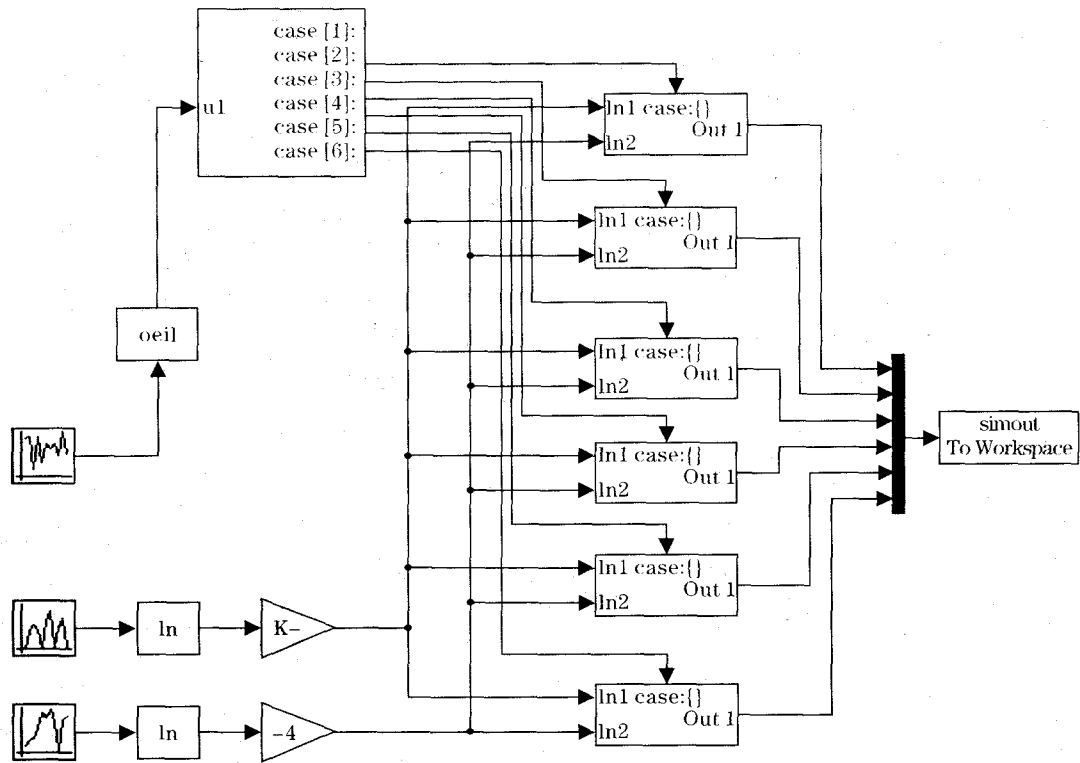 case [1]:
case [2]:
case [3]:
case [4]:
case [5]:
case [6]:
u1
ln1 case:{}
Out 1
ln2
ln1 case:{}
Out 1
ln2
oeil
ln1 case:{}
Out 1
ln2
simout
To Workspace
ln1 case:{}
Out 1
ln2
ln1 case:{}
Out 1
ln2
ln
K-
ln1 case:{}
Out 1
ln2
ln
-4